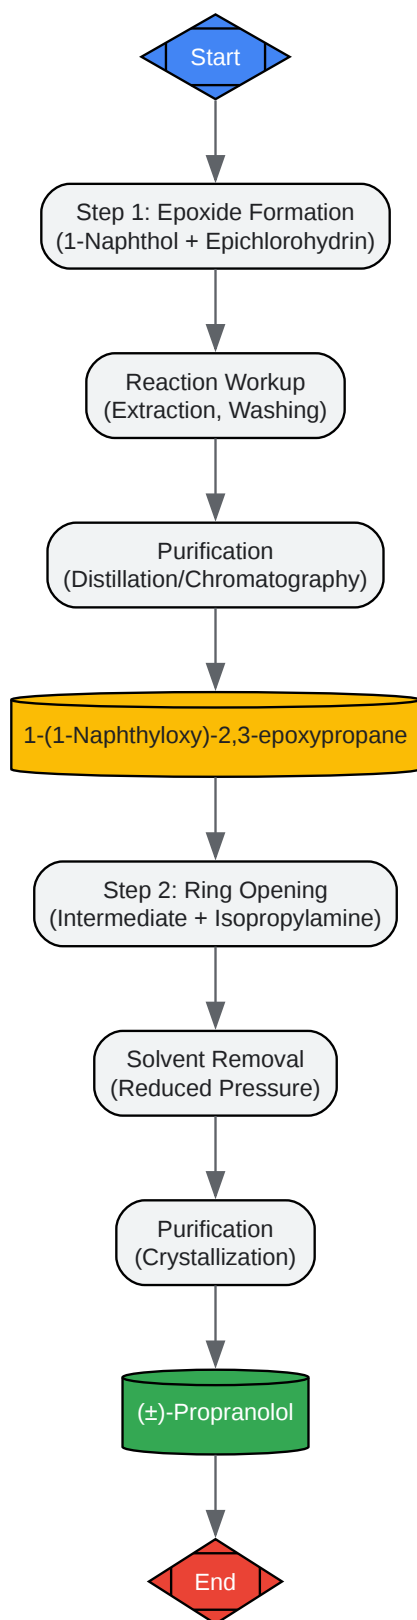 Start
Step 1: Epoxide Formation
(1-Naphthol + Epichlorohydrin)
Reaction Workup
(Extraction, Washing)
Purification
(Distillation/Chromatography)
1-(1-Naphthyloxy)-2,3-epoxypropane
Step 2: Ring Opening
(Intermediate + Isopropylamine)
Solvent Removal
(Reduced Pressure)
Purification
(Crystallization)
(±)-Propranolol
End